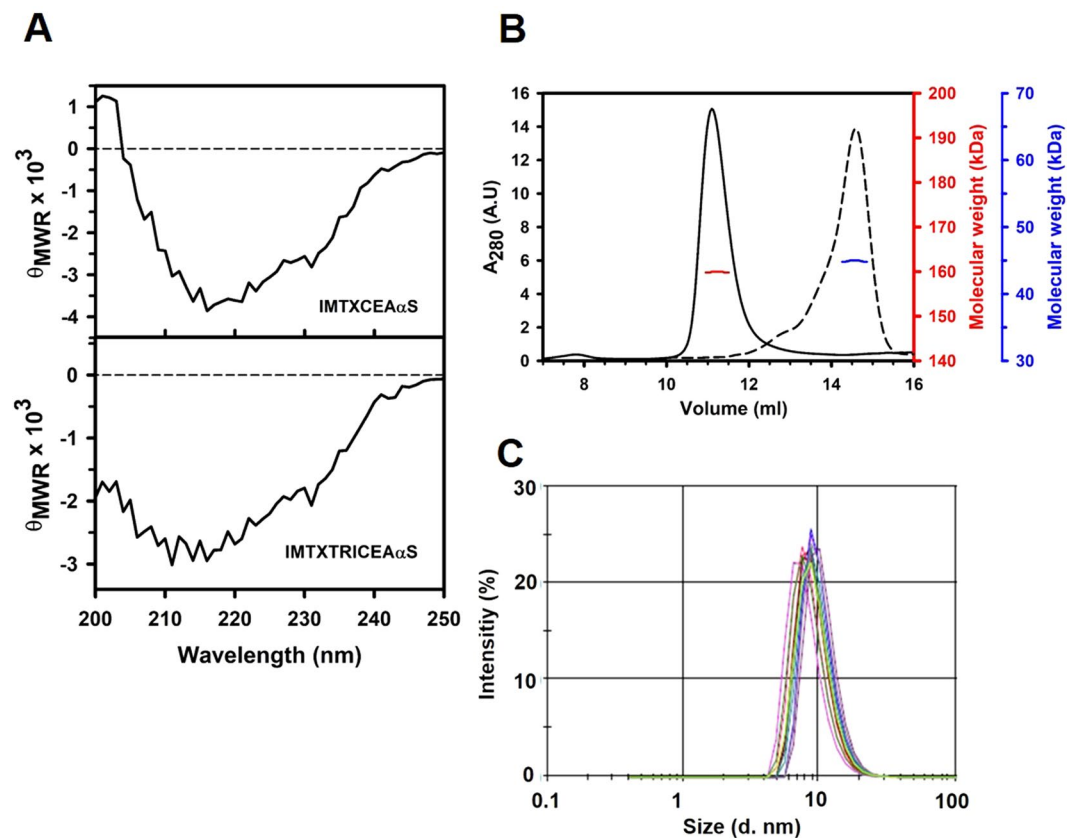 A
1
0
-1
-2
-3
-4
θMWR x 10³
IMTXCEAαS
0
-1
-2
-3
θMWR x 10³
IMTXTRICEAαS
200 210 220 230 240 250
Wavelength (nm)
B
16
14
12
10
8
6
4
2
0
A280 (A.U)
8 10 12 14 16
Volume (ml)
200
190
180
170
160
150
140
Molecular weight (kDa)
70
60
50
40
30
Molecular weight (kDa)
C
30
20
10
0
Intensitiy (%)
0.1 1 10 100
Size (d. nm)